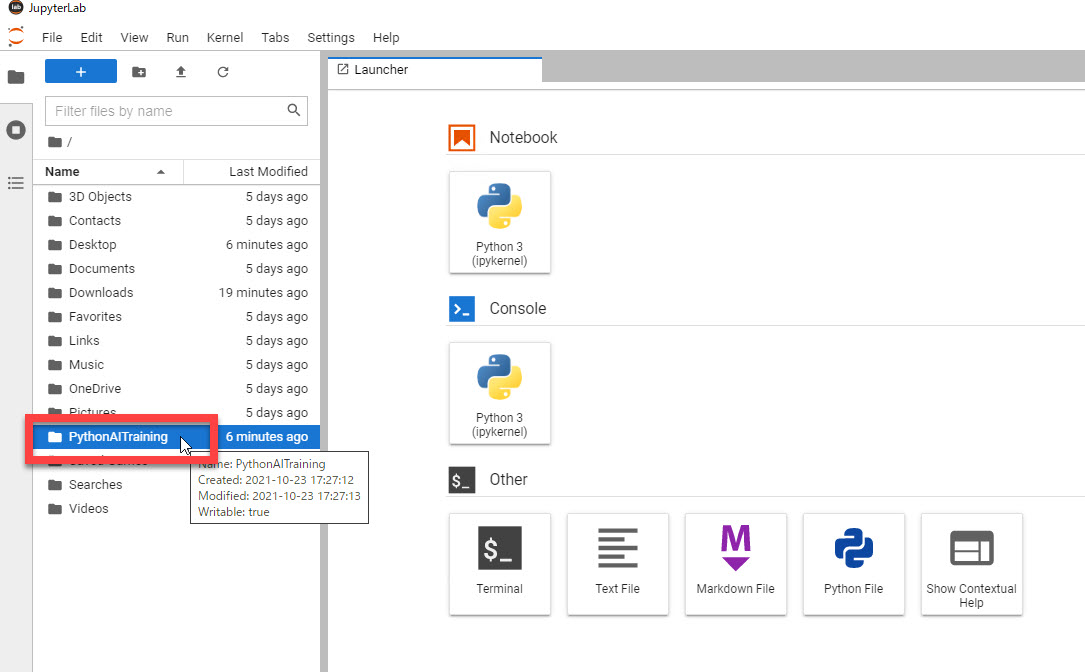 lab JupyterLab
File Edit View Run Kernel Tabs Settings Help
+
Launcher
Filter files by name
/
Name Last Modified
3D Objects 5 days ago
Contacts 5 days ago
Desktop 6 minutes ago
Documents 5 days ago
Downloads 19 minutes ago
Favorites 5 days ago
Links 5 days ago
Music 5 days ago
OneDrive 5 days ago
Pictures 5 days ago
PythonAITraining 6 minutes ago
Saved Games
Searches
Videos
Name: PythonAITraining
Created: 2021-10-23 17:27:12
Modified: 2021-10-23 17:27:13
Writable: true
Notebook
Python 3
(ipykernel)
>_ Console
Python 3
(ipykernel)
$_ Other
$_
Terminal
Text File
M
Markdown File
Python File
Show Contextual
Help